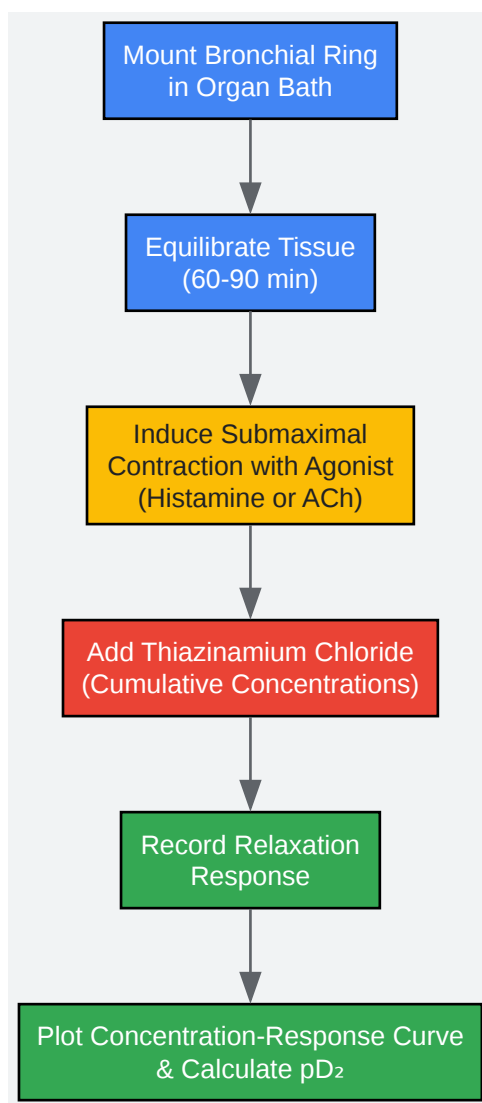 Mount Bronchial Ring
in Organ Bath
Equilibrate Tissue
(60-90 min)
Induce Submaximal
Contraction with Agonist
(Histamine or ACh)
Add Thiazinamium Chloride
(Cumulative Concentrations)
Record Relaxation
Response
Plot Concentration-Response Curve
& Calculate pD₂